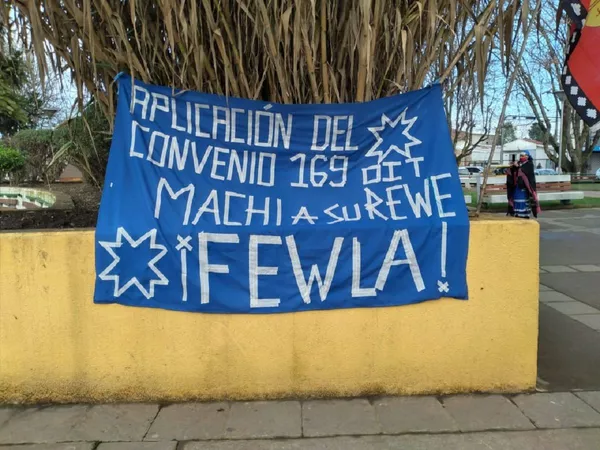 APLICACIÓN DEL
CONVENIO 169 OIT
MACHI A SU REWE
¡FEWLA!